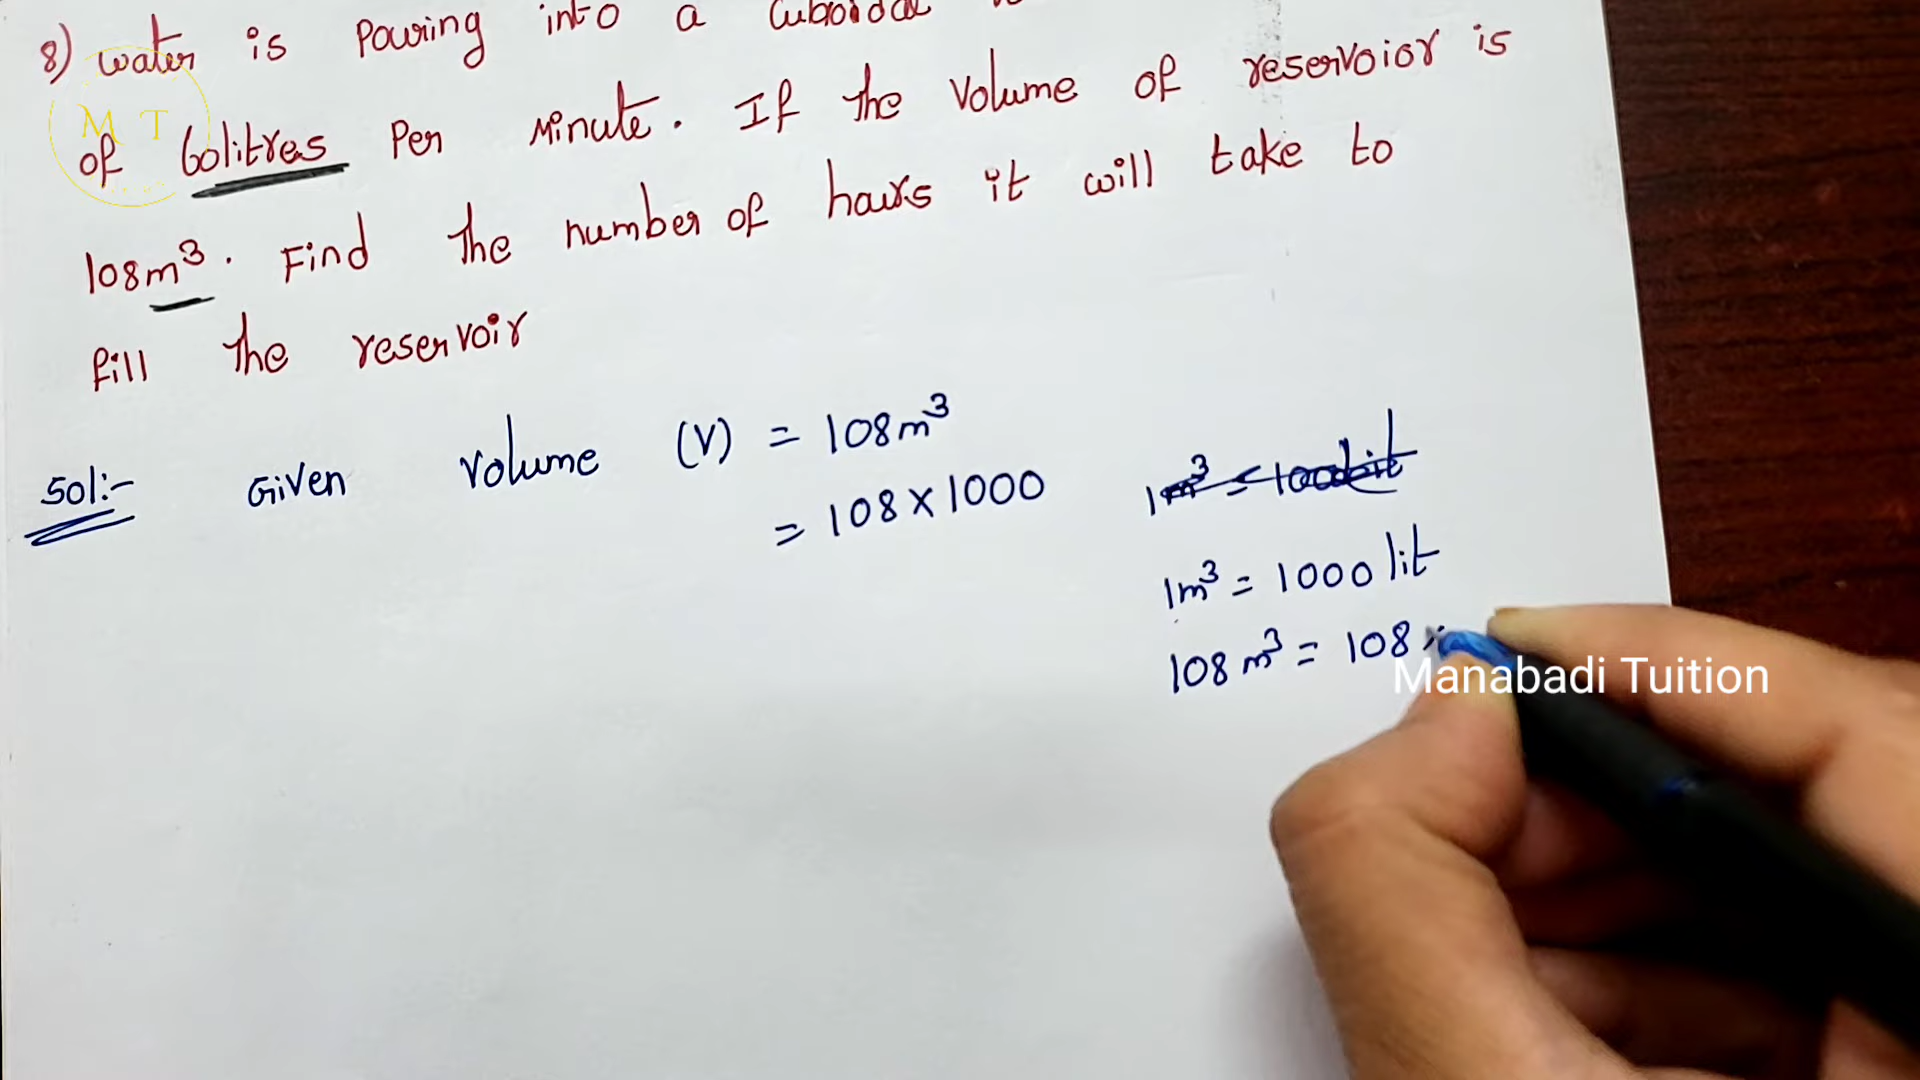 8) water is Pouring into a Cuboidal
of 60litres Per Minute. If the Volume of reservoior is
108m³. Find the number of hours it will take to
fill the reservoir
Sol:- Given Volume (V) = 108m³
= 108 × 1000
1m³ = 1000 lit
108 m³ = 108 ×
M T
Manabadi Tuition